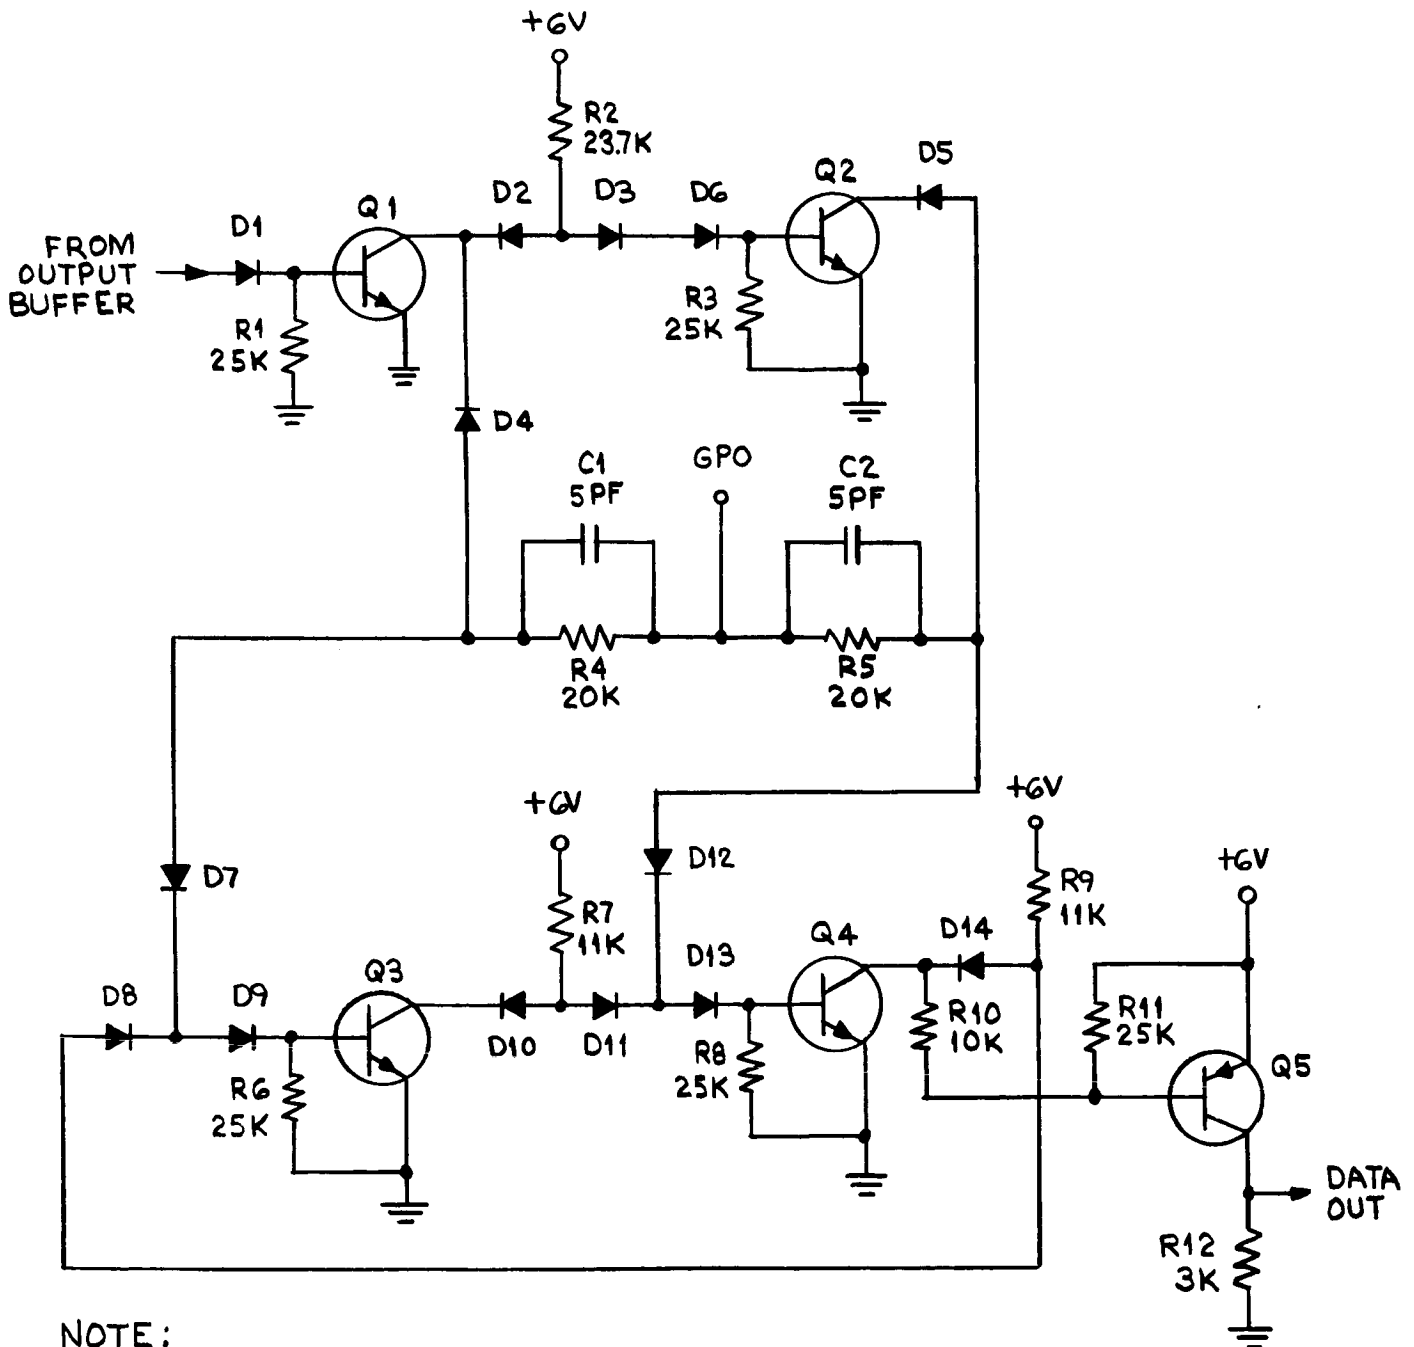 +6V
R2
23.7K
Q2
D5
D2
D3
D6
Q1
D1
FROM
OUTPUT
BUFFER
R3
25K
R1
25K
D4
C1
5PF
GPO
C2
5PF
R4
20K
R5
20K
+6V
+6V
+6V
D12
D7
R9
11K
R7
11K
Q4
D14
D13
Q3
D8
D9
R11
25K
R10
10K
D10
D11
R8
25K
Q5
R6
25K
DATA
OUT
R12
3K
NOTE: